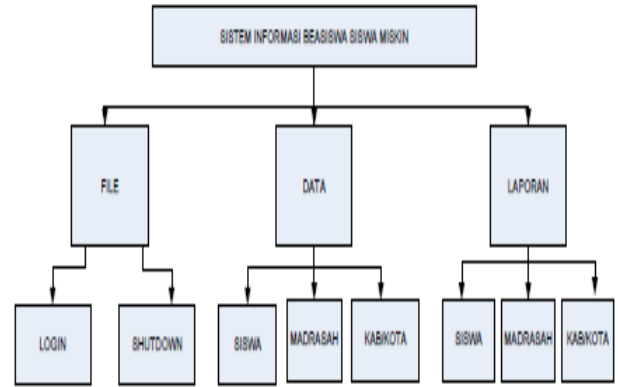 SISTEM INFORMASI BEASISWA SISWA MISKIN
FILE
DATA
LAPORAN
LOGIN
SHUTDOWN
SISWA
MADRASAH
KAB/KOTA
SISWA
MADRASAH
KAB/KOTA